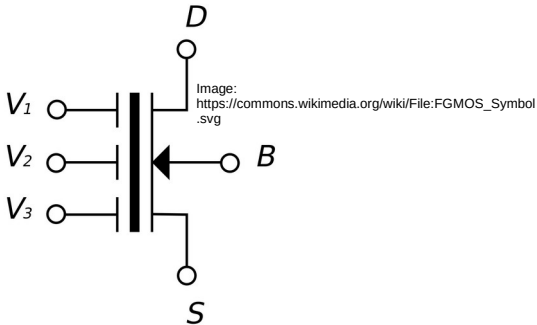 D
Image:
https://commons.wikimedia.org/wiki/File:FGMOS_Symbol
.svg
V1
V2
B
V3
S